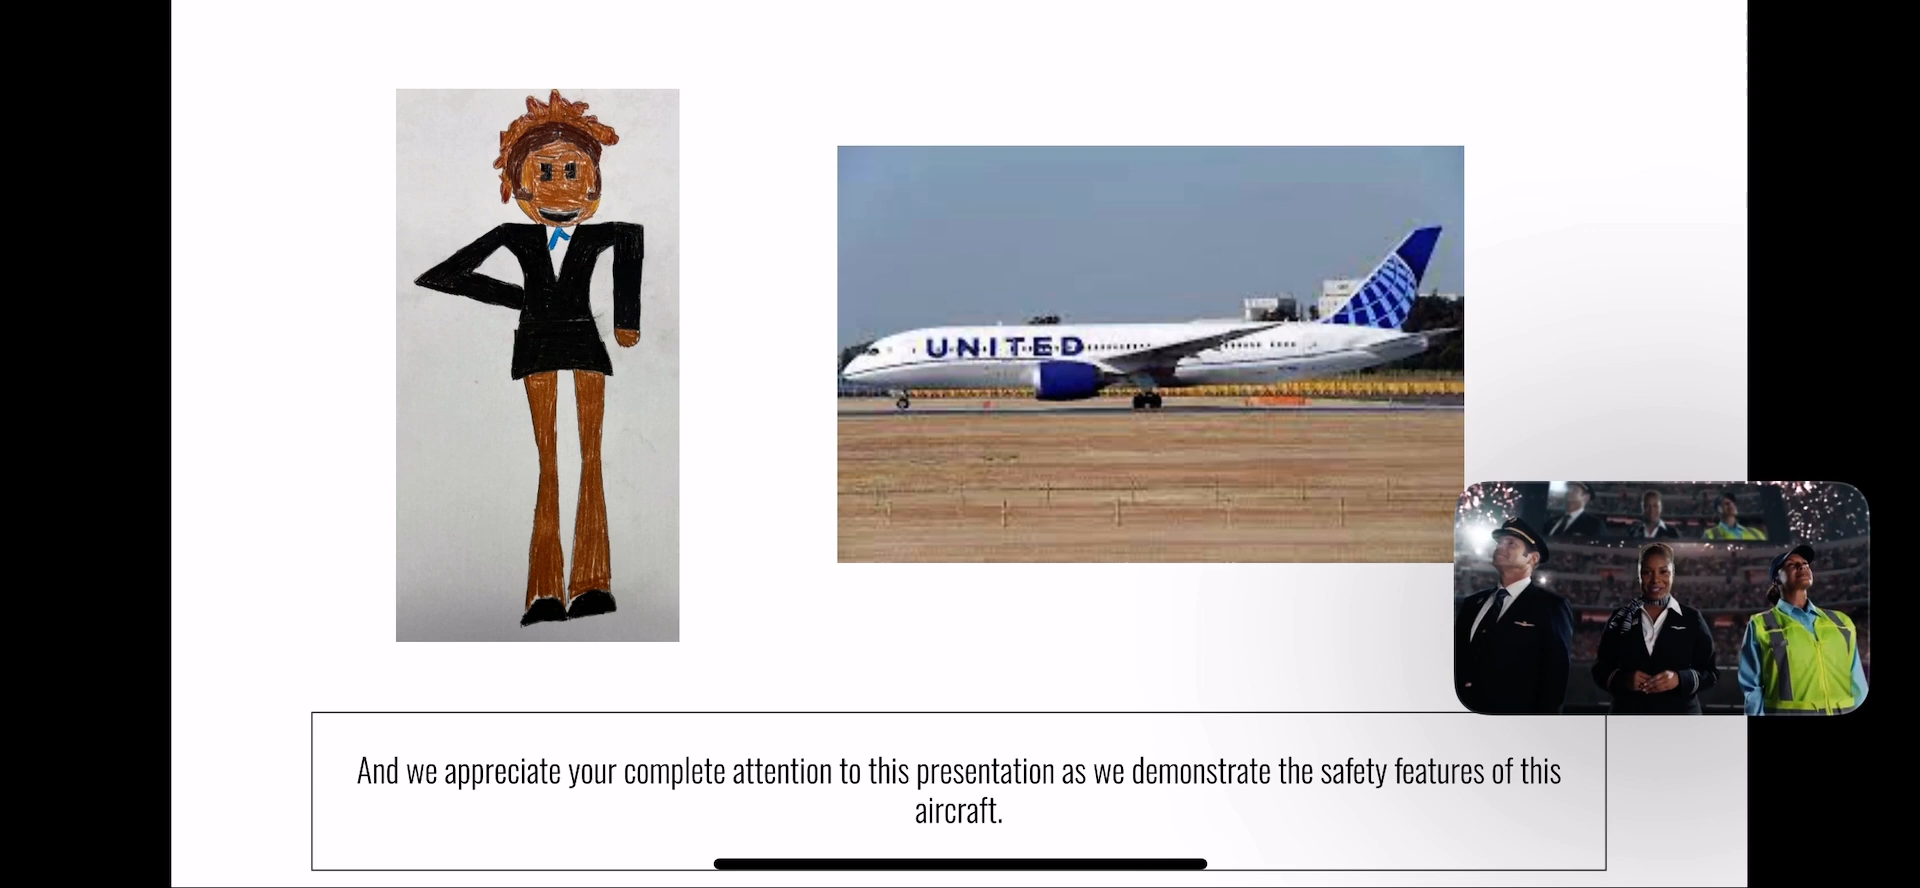 UNITED
And we appreciate your complete attention to this presentation as we demonstrate the safety features of this
aircraft.